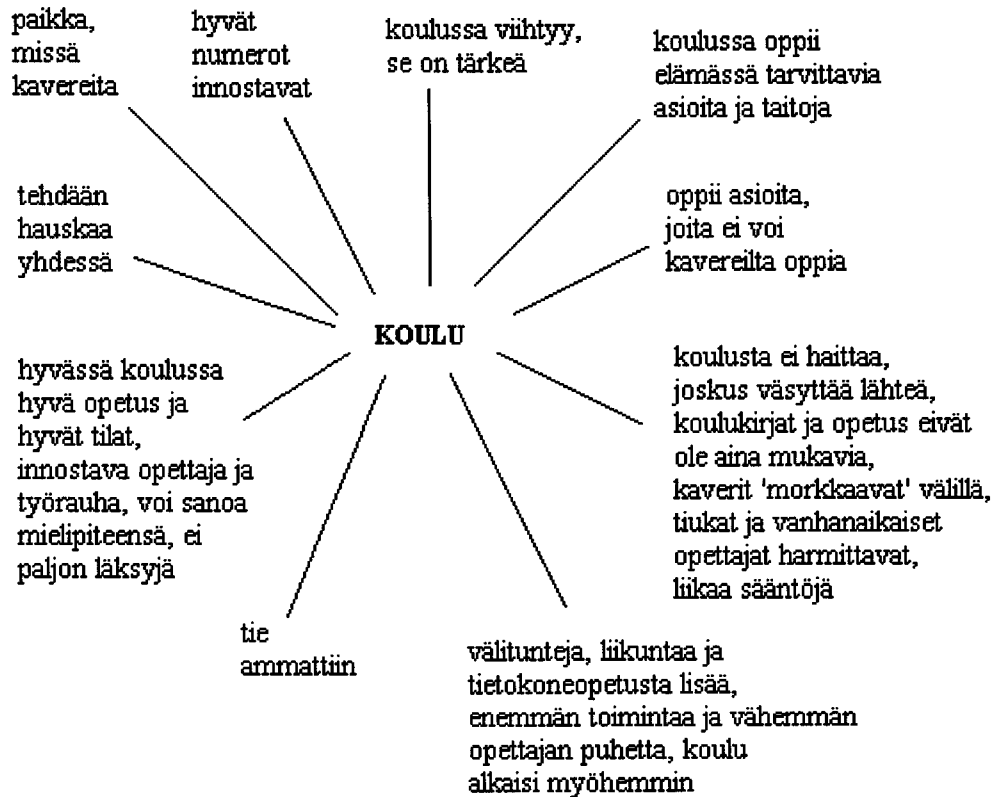 paikka,
missä
kavereita
hyvät
numerot
innostavat
koulussa viihtyy,
se on tärkeä
koulussa oppii
elämässä tarvittavia
asioita ja taitoja
tehdään
hauskaa
yhdessä
oppii asioita,
joita ei voi
kavereilta oppia
KOULU
hyvässä koulussa
hyvä opetus ja
hyvät tilat,
innostava opettaja ja
työrauha, voi sanoa
mielipiteensä, ei
paljon läksyjä
koulusta ei haittaa,
joskus väsyttää lähteä,
koulukirjat ja opetus eivät
ole aina mukavia,
kaverit 'morkkaavat' välillä,
tiukat ja vanhanaikaiset
opettajat harmittavat,
liikaa sääntöjä
tie
ammattiin
välitunteja, liikuntaa ja
tietokoneopetusta lisää,
enemmän toimintaa ja vähemmän
opettajan puhetta, koulu
alkaisi myöhemmin